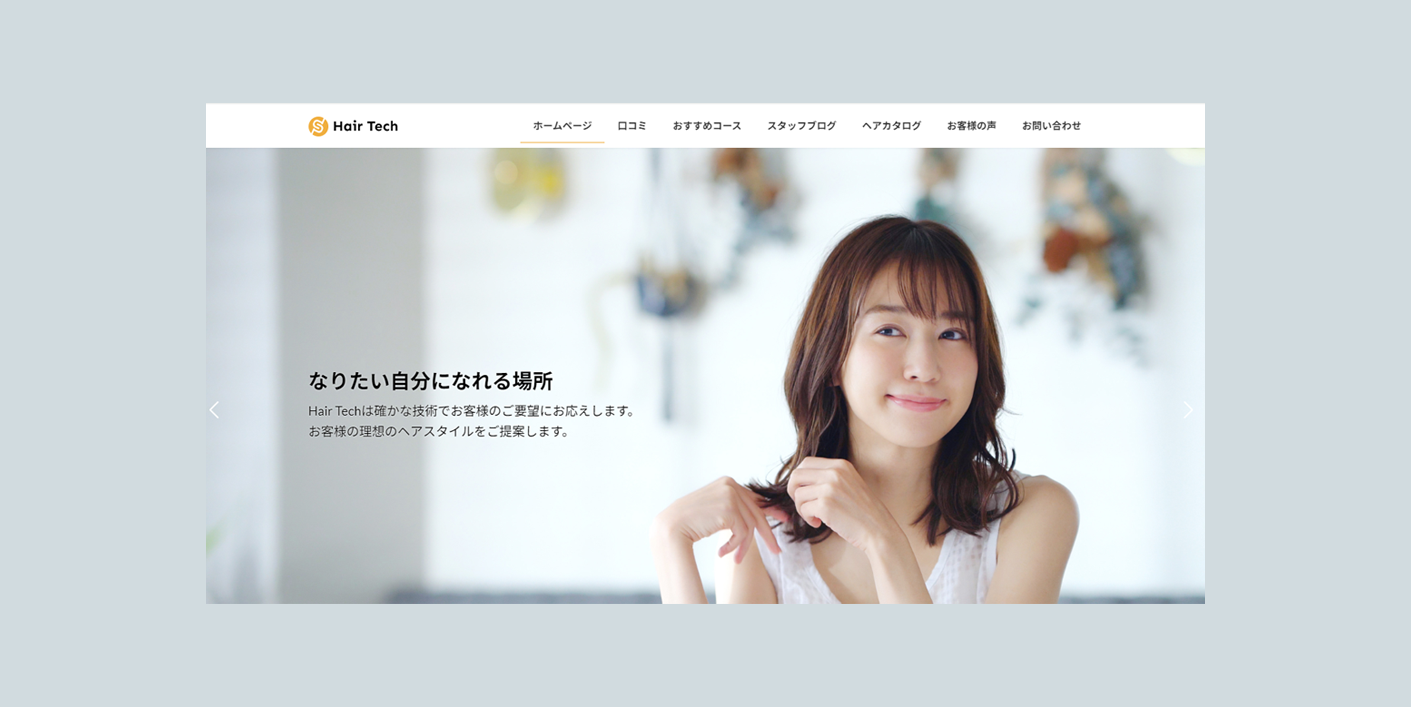 Hair Tech
ホームページ 口コミ おすすめコース スタッフブログ ヘアカタログ お客様の声 お問い合わせ
なりたい自分になれる場所
Hair Techは確かな技術でお客様のご要望にお応えします。
お客様の理想のヘアスタイルをご提案します。